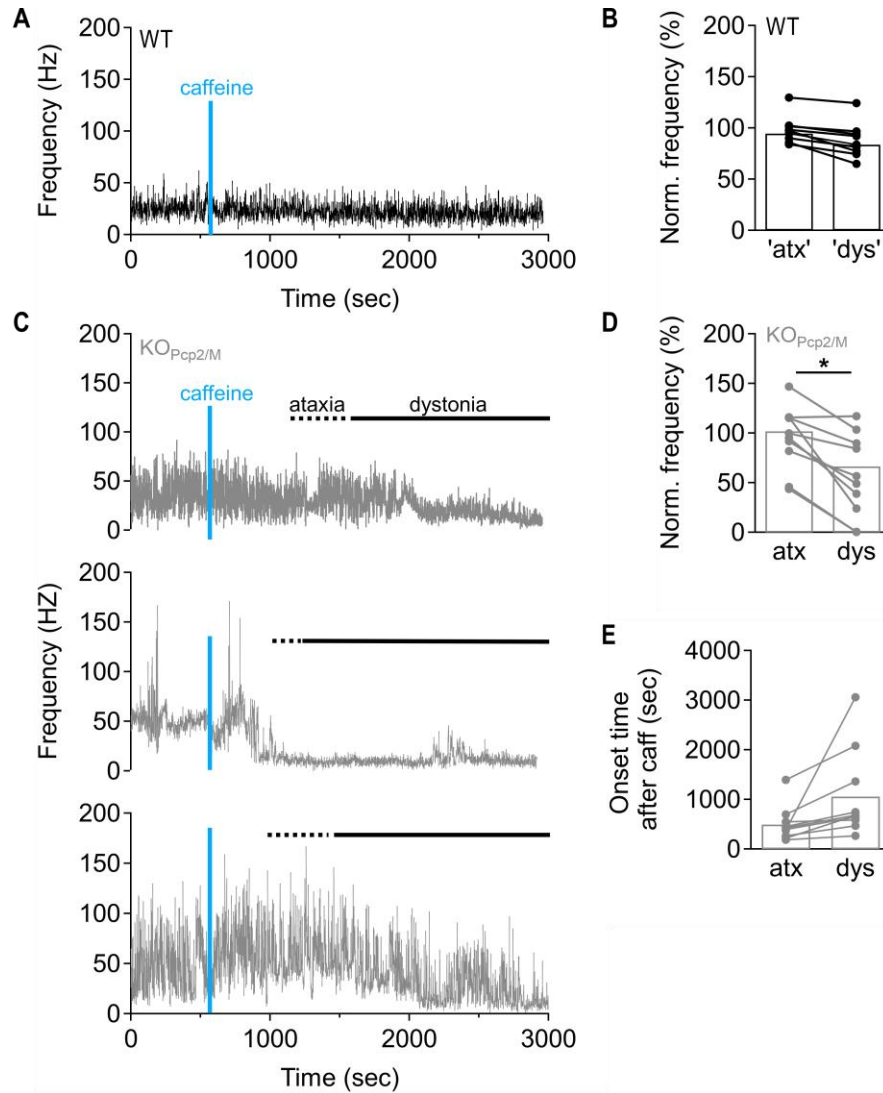 A
WT
caffeine
Frequency (Hz)
200
150
100
50
0
0
1000
2000
3000
Time (sec)
B
WT
Norm. frequency (%)
200
150
100
50
0
'atx'
'dys'
C
KOPcp2/M
caffeine
ataxia
dystonia
200
150
100
50
0
Frequency (HZ)
200
150
100
50
0
200
150
100
50
0
0
1000
2000
3000
Time (sec)
D
KOPcp2/M
*
Norm. frequency (%)
200
150
100
50
0
atx
dys
E
Onset time
after caff (sec)
4000
3000
2000
1000
0
atx
dys